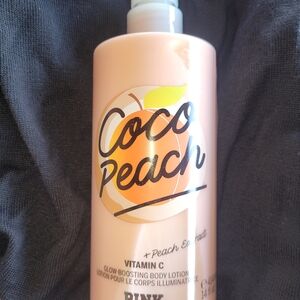 Coco
Peach
+ Peach Extract
VITAMIN C
GLOW-BOOSTING BODY LOTION
LOTION POUR LE CORPS ILLUMINATRICE
PINK